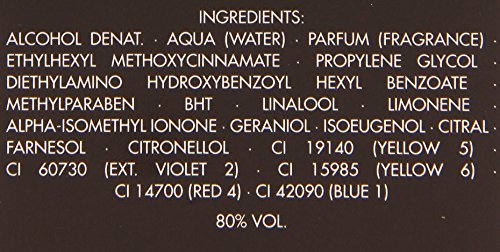 INGREDIENTS:
ALCOHOL DENAT. · AQUA (WATER) · PARFUM (FRAGRANCE)
ETHYLHEXYL METHOXYCINNAMATE · PROPYLENE GLYCOL ·
DIETHYLAMINO HYDROXYBENZOYL HEXYL BENZOATE
METHYLPARABEN · BHT · LINALOOL · LIMONENE
ALPHA-ISOMETHYL IONONE · GERANIOL · ISOEUGENOL · CITRAL
FARNESOL · CITRONELLOL · CI 19140 (YELLOW 5) ·
CI 60730 (EXT. VIOLET 2) · CI 15985 (YELLOW 6) ·
CI 14700 (RED 4) · CI 42090 (BLUE 1)
80% VOL.